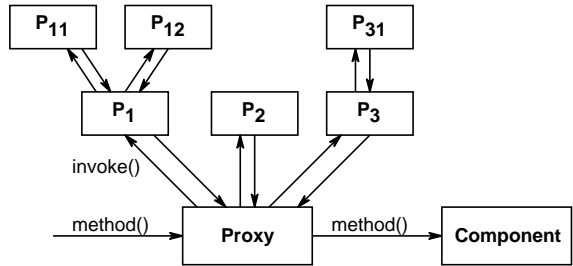 P11 P12 P31
P1 P2 P3
invoke()
method() Proxy method() Component